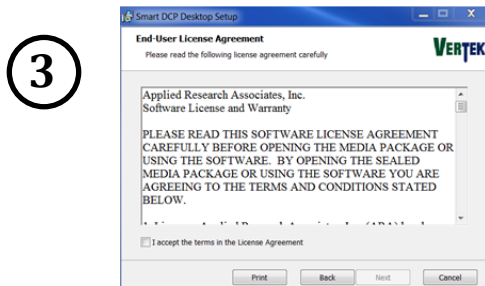 3
Smart DCP Desktop Setup
End-User License Agreement
Please read the following license agreement carefully
VERTEK
Applied Research Associates, Inc.
Software License and Warranty
PLEASE READ THIS SOFTWARE LICENSE AGREEMENT
CAREFULLY BEFORE OPENING THE MEDIA PACKAGE OR
USING THE SOFTWARE. BY OPENING THE SEALED
MEDIA PACKAGE OR USING THE SOFTWARE YOU ARE
AGREEING TO THE TERMS AND CONDITIONS STATED
BELOW.
I accept the terms in the License Agreement
Print Back Next Cancel